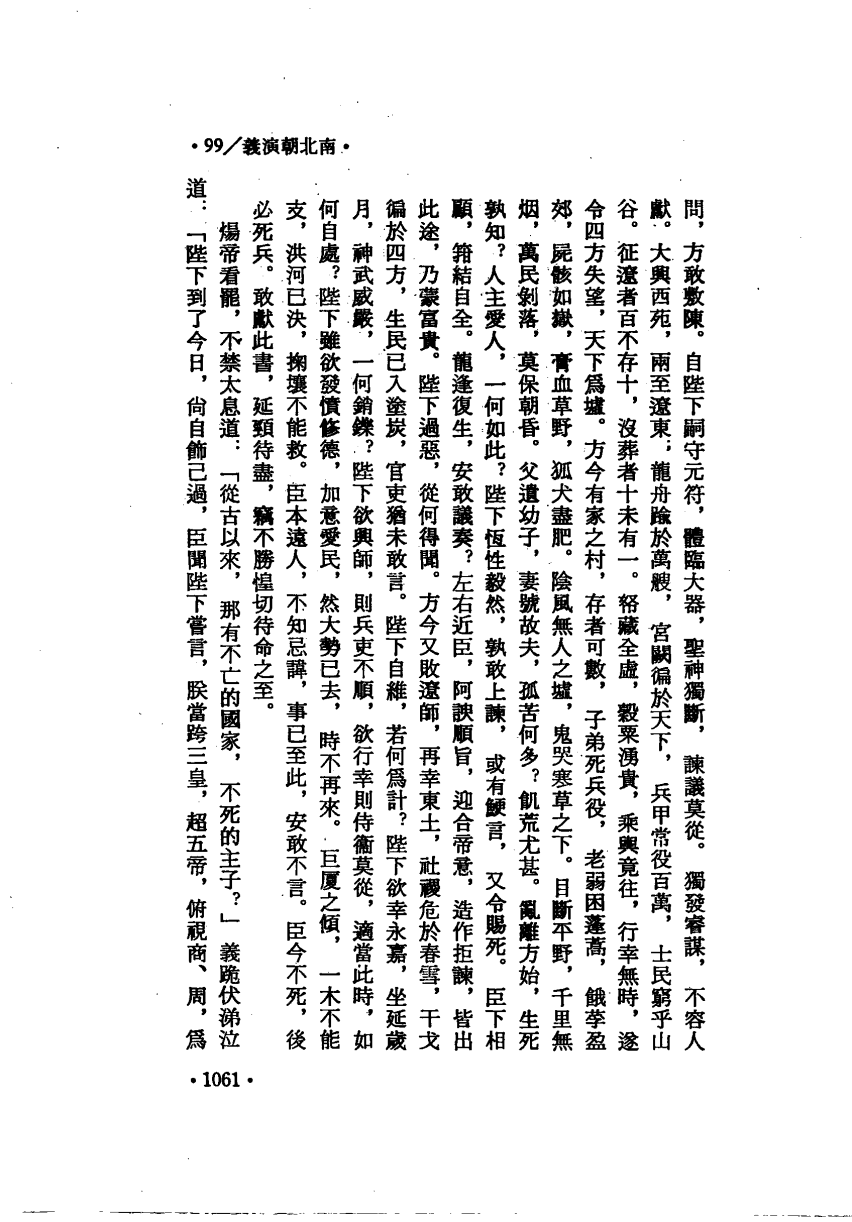 •99／義演朝北南•
問，方敢敷陳。自陛下嗣守元符，體臨大器，聖神獨斷，諫議莫從。獨發睿謀，不容人
獻。大興西苑，兩至遼東；龍舟踰於萬艘，宮闕徧於天下，兵甲常役百萬，士民窮乎山
谷。征遼者百不存十，沒葬者十未有一。帑藏全虛，穀粟湧貴，乘輿竟往，行幸無時，遂
令四方失望，天下爲墟。方今有家之村，存者可數，子弟死兵役，老弱困蓬蒿，餓莩盈
郊，屍骸如嶽，膏血草野，狐犬盡肥。陰風無人之墟，鬼哭寒草之下。目斷平野，千里無
烟，萬民剝落，莫保朝昏。父遺幼子，妻號故夫，孤苦何多？飢荒尤甚。亂離方始，生死
孰知？人主愛人，一何如此？陛下恆性毅然，孰敢上諫，或有鯁言，又令賜死。臣下相
顧，箝結自全。龍逢復生，安敢議奏？左右近臣，阿諛順旨，迎合帝意，造作拒諫，皆出
此途，乃蒙富貴。陛下過惡，從何得聞。方今又敗遼師，再幸東土，社稷危於春雪，干戈
徧於四方，生民已入塗炭，官吏猶未敢言。陛下自維，若何爲計？陛下欲幸永嘉，坐延歲
月，神武威嚴，一何銷鑠？陛下欲興師，則兵吏不順，欲行幸則侍衞莫從，適當此時，如
何自處？陛下雖欲發憤修德，加意愛民，然大勢已去，時不再來。巨厦之傾，一木不能
支，洪河已決，掬壤不能救。臣本遠人，不知忌諱，事已至此，安敢不言。臣今不死，後
必死兵。敢獻此書，延頸待盡，竊不勝惶切待命之至。
煬帝看罷，不禁太息道：「從古以來，那有不亡的國家，不死的主子？」義跪伏涕泣
道：「陛下到了今日，尙自飾己過，臣聞陛下嘗言，朕當跨三皇，超五帝，俯視商、周，爲
•1061•